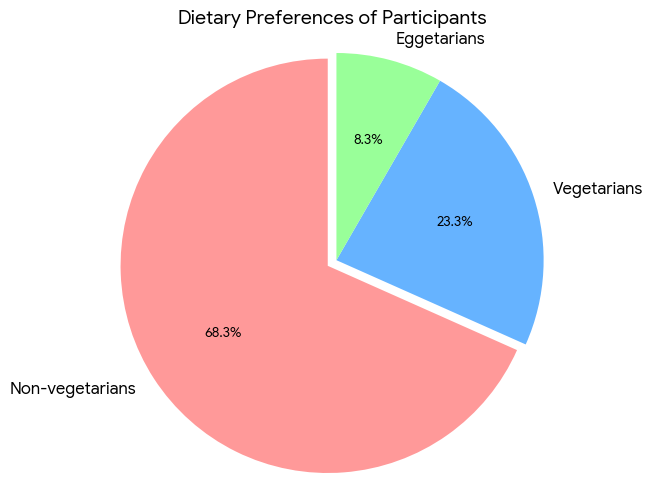 Dietary Preferences of Participants
Eggetarians
8.3%
Vegetarians
23.3%
68.3%
Non-vegetarians